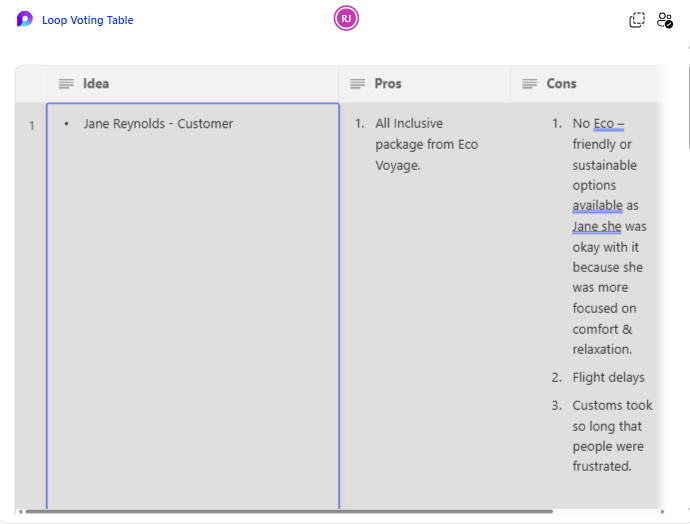 Loop Voting Table
RJ
Idea
Pros
Cons
1
• Jane Reynolds - Customer
1. All Inclusive
package from Eco
Voyage.
1. No Eco –
friendly or
sustainable
options
available as
Jane she was
okay with it
because she
was more
focused on
comfort &
relaxation.
2. Flight delays
3. Customs took
so long that
people were
frustrated.